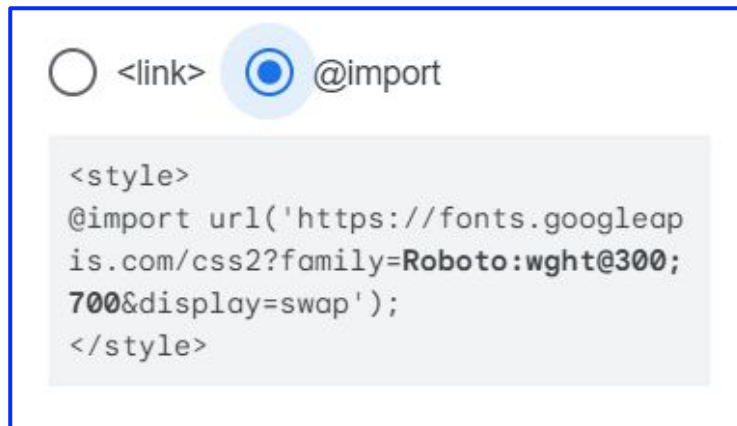 <link> @import
<style>
@import url('https://fonts.googleap
is.com/css2?family=Roboto:wght@300;
700&display=swap');
</style>